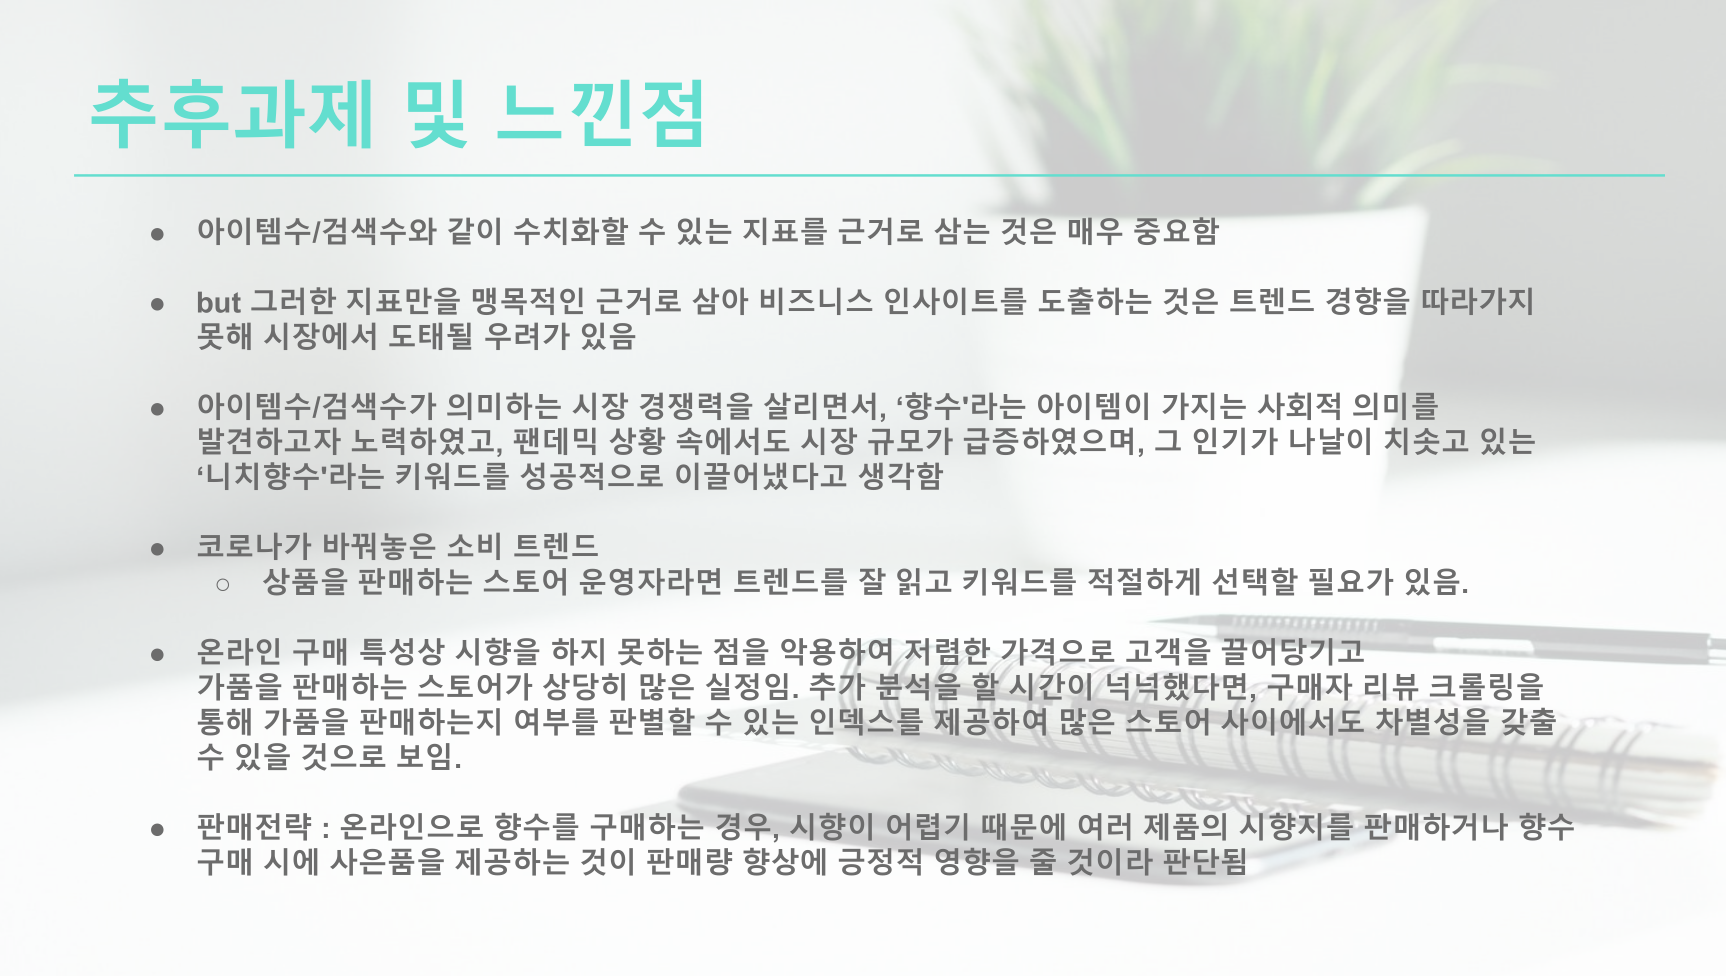 추후과제 및 느낀점
● 아이템수/검색수와 같이 수치화할 수 있는 지표를 근거로 삼는 것은 매우 중요함
● but 그러한 지표만을 맹목적인 근거로 삼아 비즈니스 인사이트를 도출하는 것은 트렌드 경향을 따라가지
못해 시장에서 도태될 우려가 있음
● 아이템수/검색수가 의미하는 시장 경쟁력을 살리면서, ‘향수'라는 아이템이 가지는 사회적 의미를
발견하고자 노력하였고, 팬데믹 상황 속에서도 시장 규모가 급증하였으며, 그 인기가 나날이 치솟고 있는
‘니치향수'라는 키워드를 성공적으로 이끌어냈다고 생각함
● 코로나가 바꿔놓은 소비 트렌드
○ 상품을 판매하는 스토어 운영자라면 트렌드를 잘 읽고 키워드를 적절하게 선택할 필요가 있음.
● 온라인 구매 특성상 시향을 하지 못하는 점을 악용하여 저렴한 가격으로 고객을 끌어당기고
가품을 판매하는 스토어가 상당히 많은 실정임. 추가 분석을 할 시간이 넉넉했다면, 구매자 리뷰 크롤링을
통해 가품을 판매하는지 여부를 판별할 수 있는 인덱스를 제공하여 많은 스토어 사이에서도 차별성을 갖출
수 있을 것으로 보임.
● 판매전략 : 온라인으로 향수를 구매하는 경우, 시향이 어렵기 때문에 여러 제품의 시향지를 판매하거나 향수
구매 시에 사은품을 제공하는 것이 판매량 향상에 긍정적 영향을 줄 것이라 판단됨